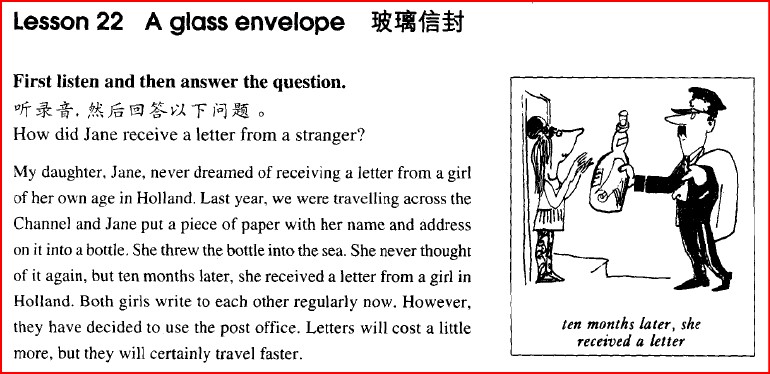 Lesson 22 A glass envelope 玻璃信封
First listen and then answer the question.
听录音，然后回答以下问题。
How did Jane receive a letter from a stranger?
My daughter, Jane, never dreamed of receiving a letter from a girl
of her own age in Holland. Last year, we were travelling across the
Channel and Jane put a piece of paper with her name and address
on it into a bottle. She threw the bottle into the sea. She never thought
of it again, but ten months later, she received a letter from a girl in
Holland. Both girls write to each other regularly now. However,
they have decided to use the post office. Letters will cost a little
more, but they will certainly travel faster.
ten months later, she
received a letter